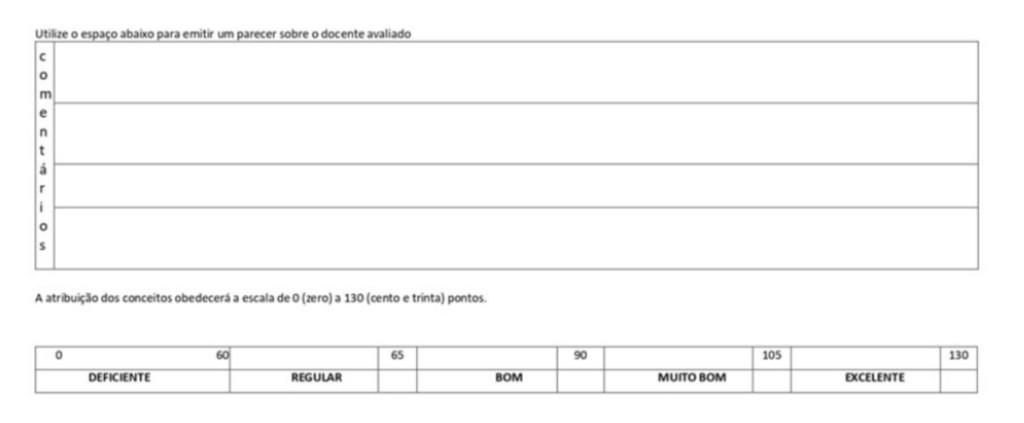 Utilize o espaço abaixo para emitir um parecer sobre o docente avaliado
comentários
A atribuição dos conceitos obedecerá a escala de 0 (zero) a 130 (cento e trinta) pontos.
0 60 65 90 105 130
DEFICIENTE REGULAR BOM MUITO BOM EXCELENTE